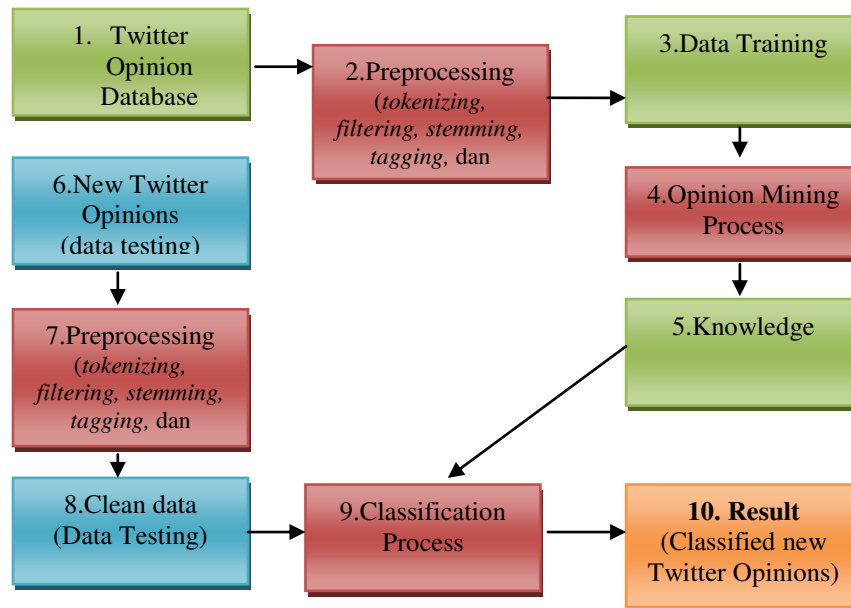 1. Twitter
Opinion
Database
2.Preprocessing
(tokenizing,
filtering, stemming,
tagging, dan
3.Data Training
4.Opinion Mining
Process
5.Knowledge
6.New Twitter
Opinions
(data testing)
7.Preprocessing
(tokenizing,
filtering, stemming,
tagging, dan
8.Clean data
(Data Testing)
9.Classification
Process
10. Result
(Classified new
Twitter Opinions)